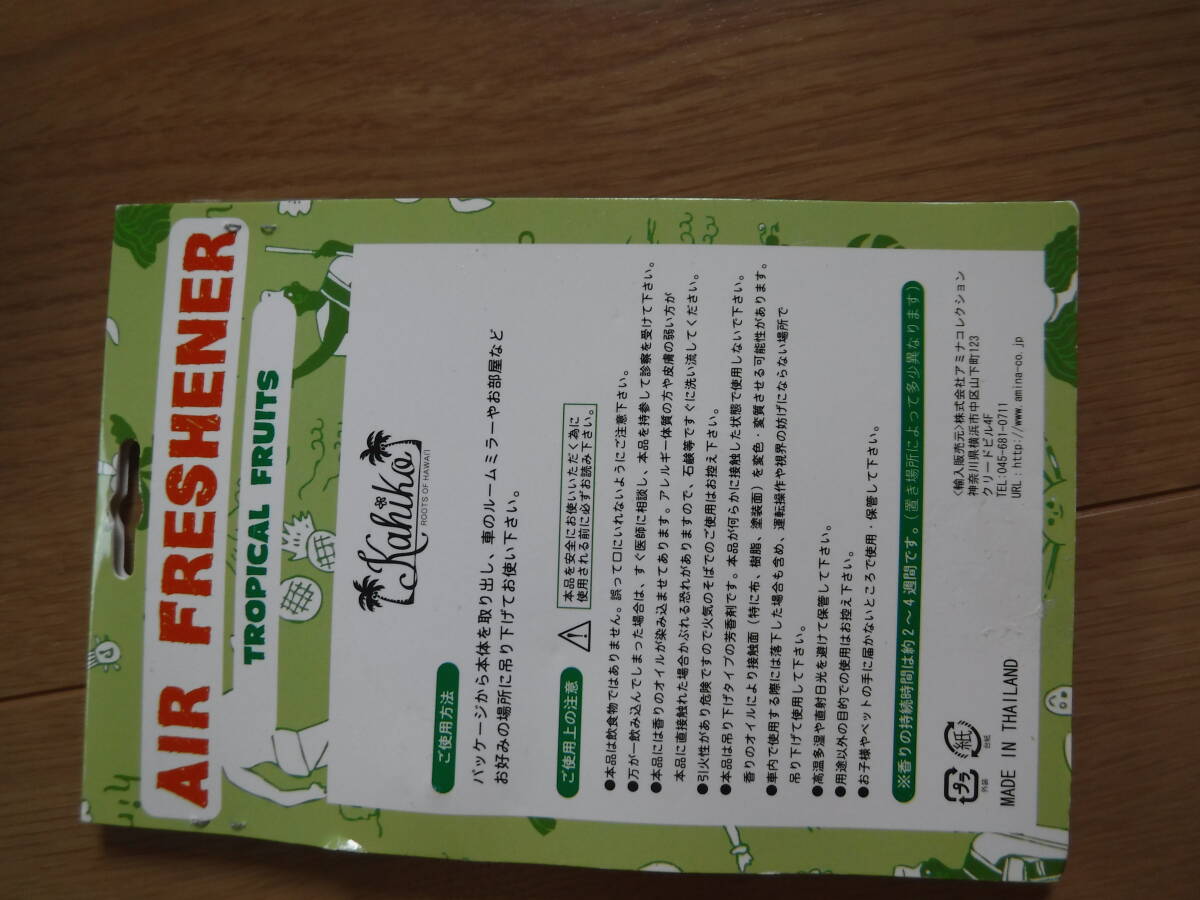 AIR FRESHENER
TROPICAL FRUITS
Kahiko
ROOTS OF HAWAI'I
ご使用方法
パッケージから本体を取り出し、車のルームミラーやお部屋など
お好みの場所に吊り下げてお使い下さい。
ご使用上の注意
本品を安全にお使いいただく為に
使用される前に必ずお読み下さい。
●本品は飲食物ではありません。誤って口にいれないようにご注意下さい。
●万が一飲み込んでしまった場合は、すぐ医師に相談し、本品を持参して診察を受けて下さい。
●本品には香りのオイルが染み込ませてあります。アレルギー体質の方や皮膚の弱い方が
本品に直接触れた場合かぶれる恐れがありますので、石鹸等ですぐに洗い流してください。
●引火性があり危険ですので火気のそばでのご使用はお控え下さい。
●本品は吊り下げタイプの芳香剤です。本品が何らかに接触した状態で使用しないで下さい。
香りのオイルにより接触面（特に布、樹脂、塗装面）を変色・変質させる可能性があります。
●車内で使用する際には落下した場合も含め、運転操作や視界の妨げにならない場所で
吊り下げて使用して下さい。
●高温多湿や直射日光を避けて保管して下さい。
●用途以外の目的での使用はお控え下さい。
●お子様やペットの手に届かないところで使用・保管して下さい。
※香りの持続時間は約2～4週間です。（置き場所によって多少異なります）
プラ
外装
紙
台紙
MADE IN THAILAND
〈輸入販売元〉株式会社アミナコレクション
神奈川県横浜市中区山下町123
クリードビル4F
TEL:045-681-0711
URL：http://www.amina-co.jp